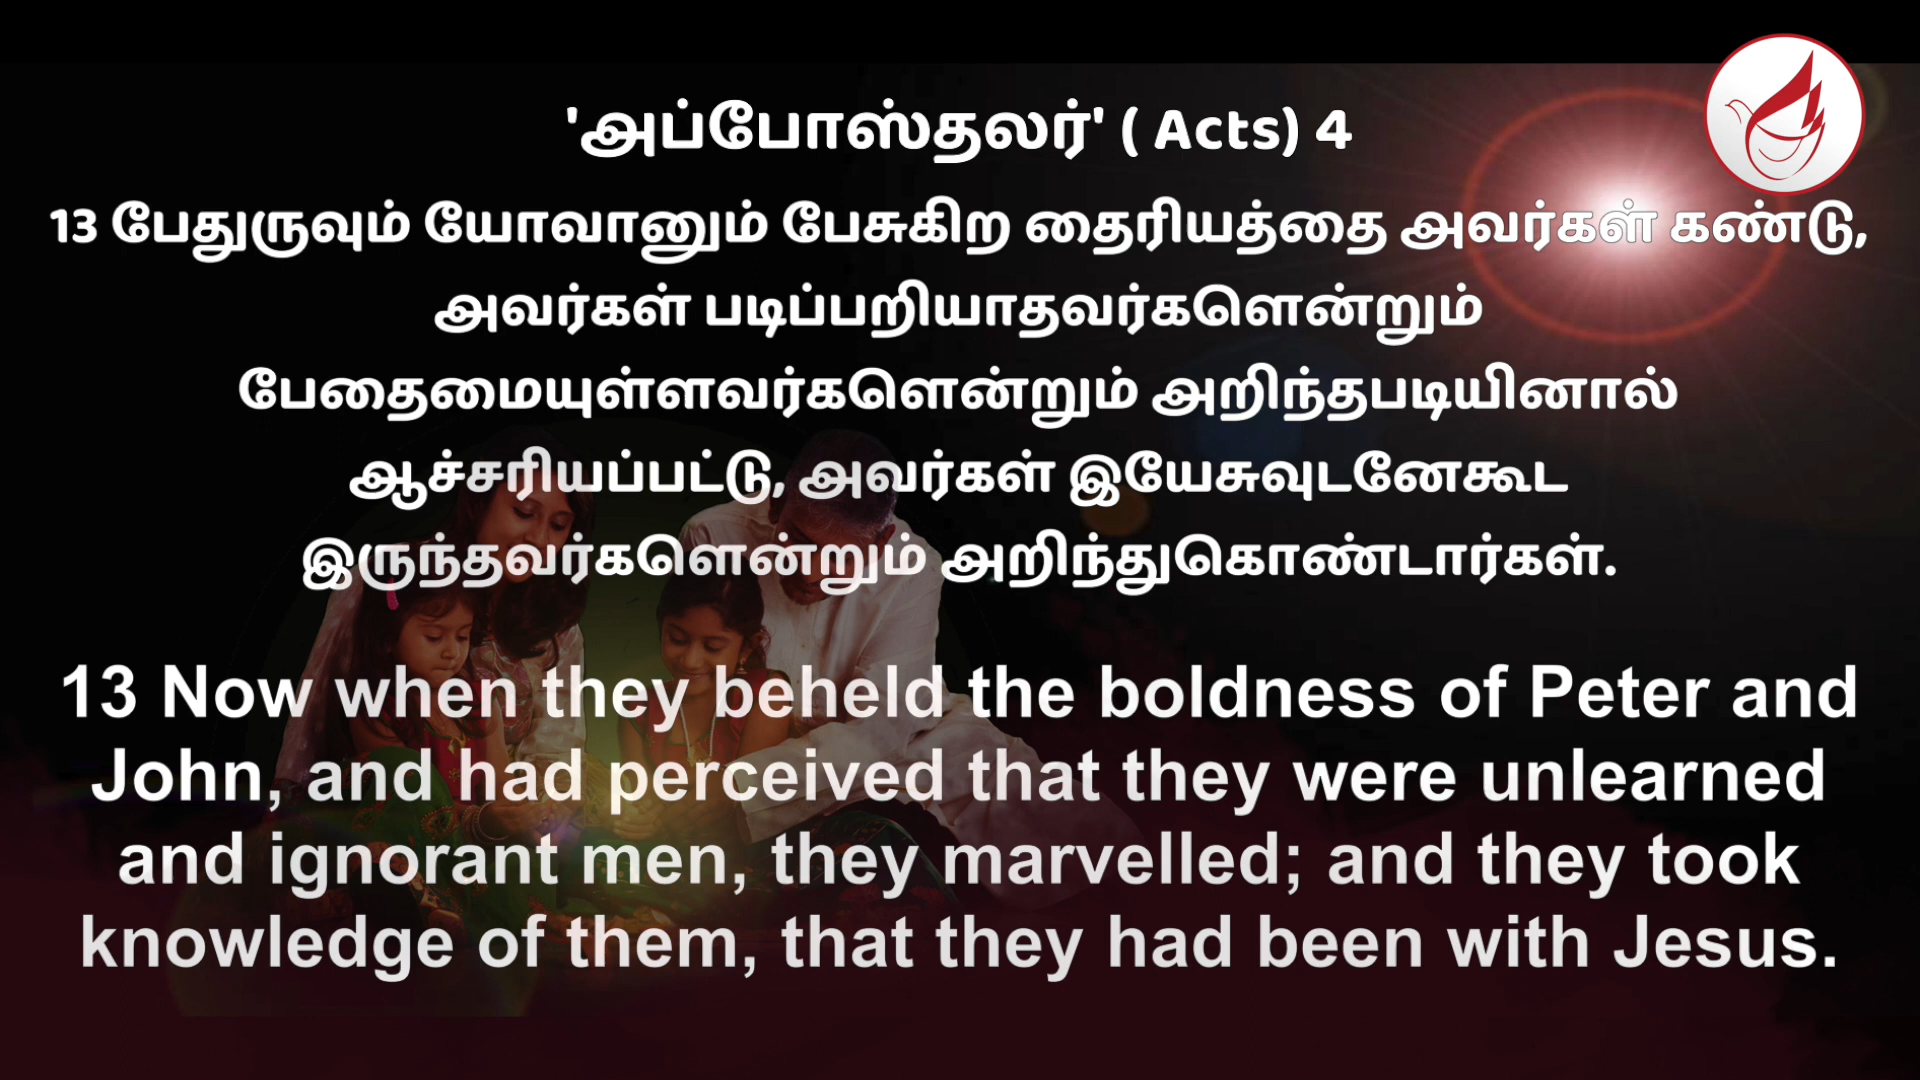 'அப்போஸ்தலர்' ( Acts) 4
13 பேதுருவும் யோவானும் பேசுகிற தைரியத்தை அவர்கள் கண்டு,
அவர்கள் படிப்பறியாதவர்களென்றும்
பேதைமையுள்ளவர்களென்றும் அறிந்தபடியினால்
ஆச்சரியப்பட்டு, அவர்கள் இயேசுவுடனேகூட
இருந்தவர்களென்றும் அறிந்துகொண்டார்கள்.
13 Now when they beheld the boldness of Peter and
John, and had perceived that they were unlearned
and ignorant men, they marvelled; and they took
knowledge of them, that they had been with Jesus.